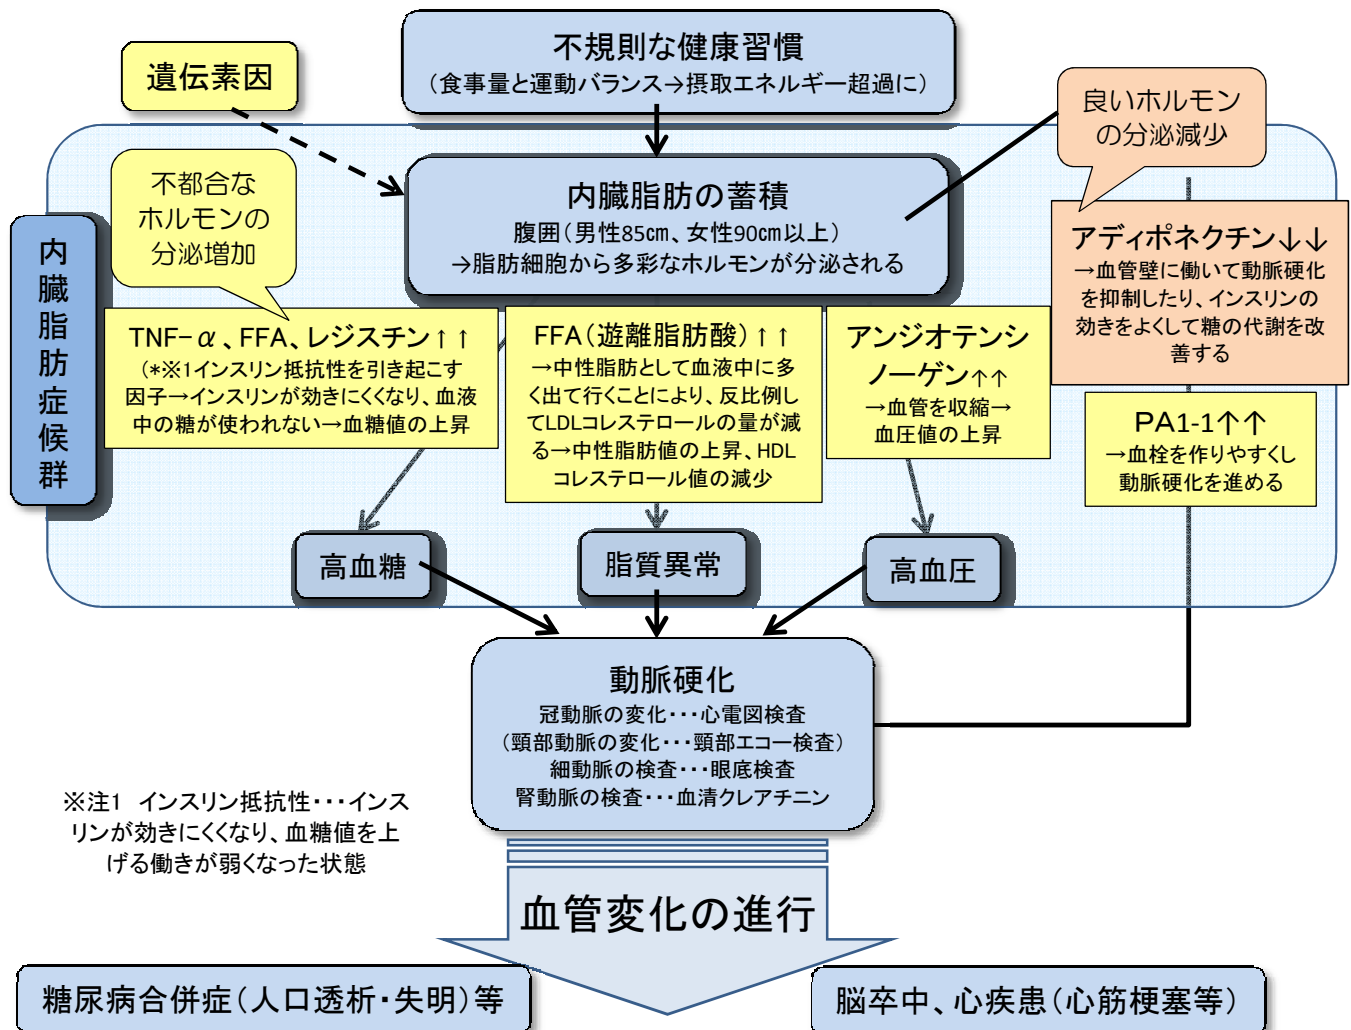 不規則な健康習慣
（食事量と運動バランス→摂取エネルギー超過に）
遺伝素因
良いホルモン
の分泌減少
不都合な
ホルモンの
分泌増加
内臓脂肪の蓄積
腹囲（男性85㎝、女性90㎝以上）
→脂肪細胞から多彩なホルモンが分泌される
内臓脂肪症候群
アディポネクチン↓↓
→血管壁に働いて動脈硬化
を抑制したり、インスリンの
効きをよくして糖の代謝を改
善する
TNF-α、FFA、レジスチン↑↑
(*※1インスリン抵抗性を引き起こす
因子→インスリンが効きにくくなり、血液
中の糖が使われない→血糖値の上昇
FFA（遊離脂肪酸）↑↑
→中性脂肪として血液中に多
く出て行くことにより、反比例し
てLDLコレステロールの量が減
る→中性脂肪値の上昇、HDL
コレステロール値の減少
アンジオテンシ
ノーゲン↑↑
→血管を収縮→
血圧値の上昇
PA1-1↑↑
→血栓を作りやすくし
動脈硬化を進める
高血糖
脂質異常
高血圧
動脈硬化
冠動脈の変化･･･心電図検査
（頸部動脈の変化･･･頸部エコー検査）
細動脈の検査･･･眼底検査
腎動脈の検査･･･血清クレアチニン
※注1 インスリン抵抗性･･･インス
リンが効きにくくなり、血糖値を上
げる働きが弱くなった状態
血管変化の進行
糖尿病合併症（人口透析・失明）等
脳卒中、心疾患（心筋梗塞等）